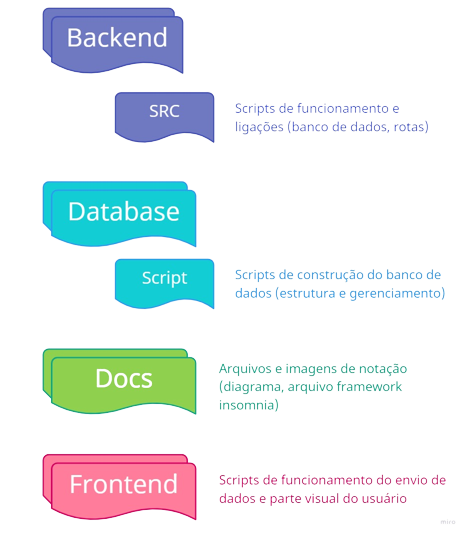 Backend
SRC
Scripts de funcionamento e
ligações (banco de dados, rotas)
Database
Script
Scripts de construção do banco de
dados (estrutura e gerenciamento)
Docs
Arquivos e imagens de notação
(diagrama, arquivo framework
insomnia)
Frontend
Scripts de funcionamento do envio de
dados e parte visual do usuário
miro